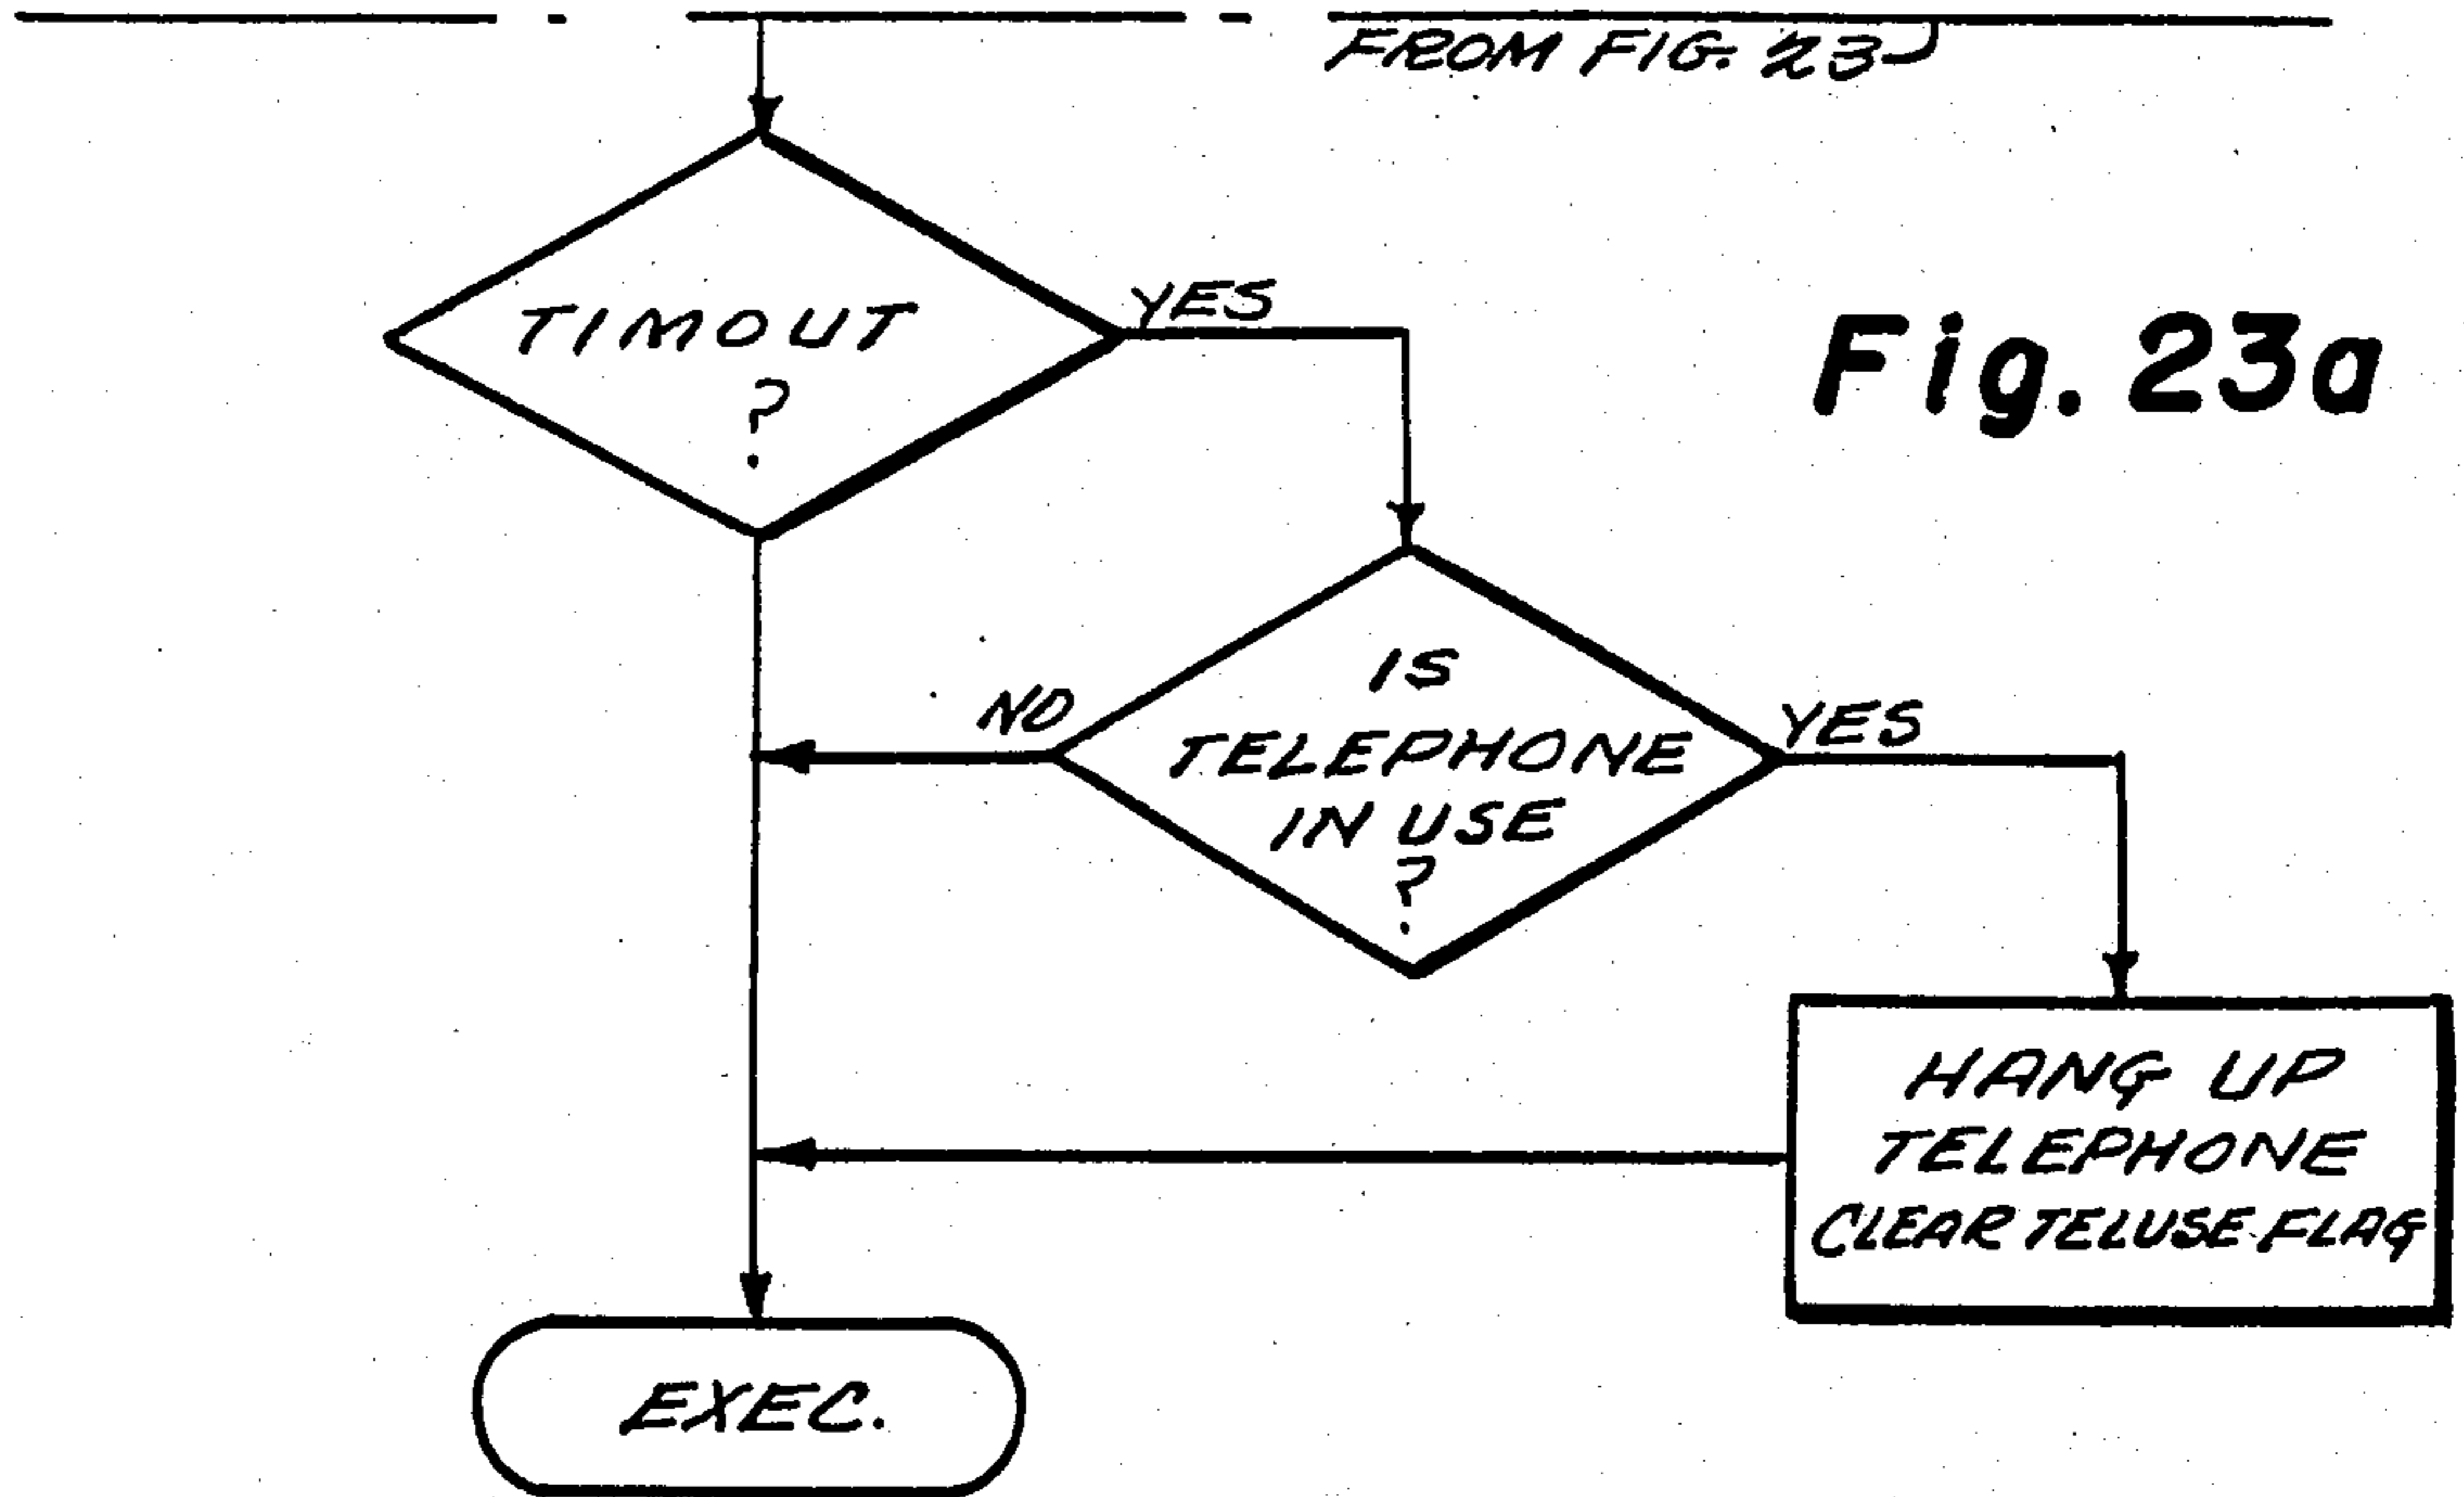 FROM FIG. 23
TIMOUT
?
YES
Fig. 23a
IS
TELEPHONE
IN USE
?
NO
YES
HANG UP
TELEPHONE
CLEAR TELUSE FLAG
EXEC.